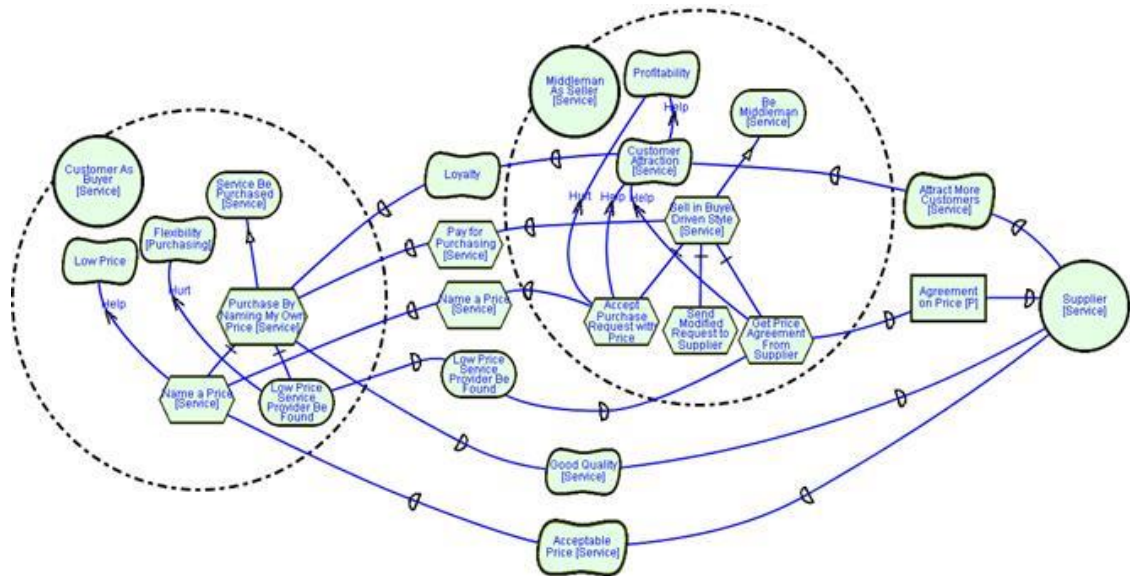 Middleman
As Seller
[Service]
Profitability
Help
Be
Middleman
[Service]
Customer As
Buyer
[Service]
Service Be
Purchased
[Service]
Loyalty
Customer
Attraction
[Service]
Attract More
Customers
[Service]
Flexibility
[Purchasing]
Low Price
Hurt
Help
Help
Sell in Buyer
Driven Style
[Service]
Pay for
Purchasing
[Service]
Help
Hurt
Purchase By
Naming My Own
Price [Service]
Name a Price
[Service]
Accept
Purchase
Request with
Price
Send
Modified
Request to
Supplier
Get Price
Agreement
From
Supplier
Agreement
on Price [P]
Supplier
[Service]
Name a Price
[Service]
Low Price
Service
Provider Be
Found
Low Price
Service
Provider Be
Found
Good Quality
[Service]
Acceptable
Price [Service]